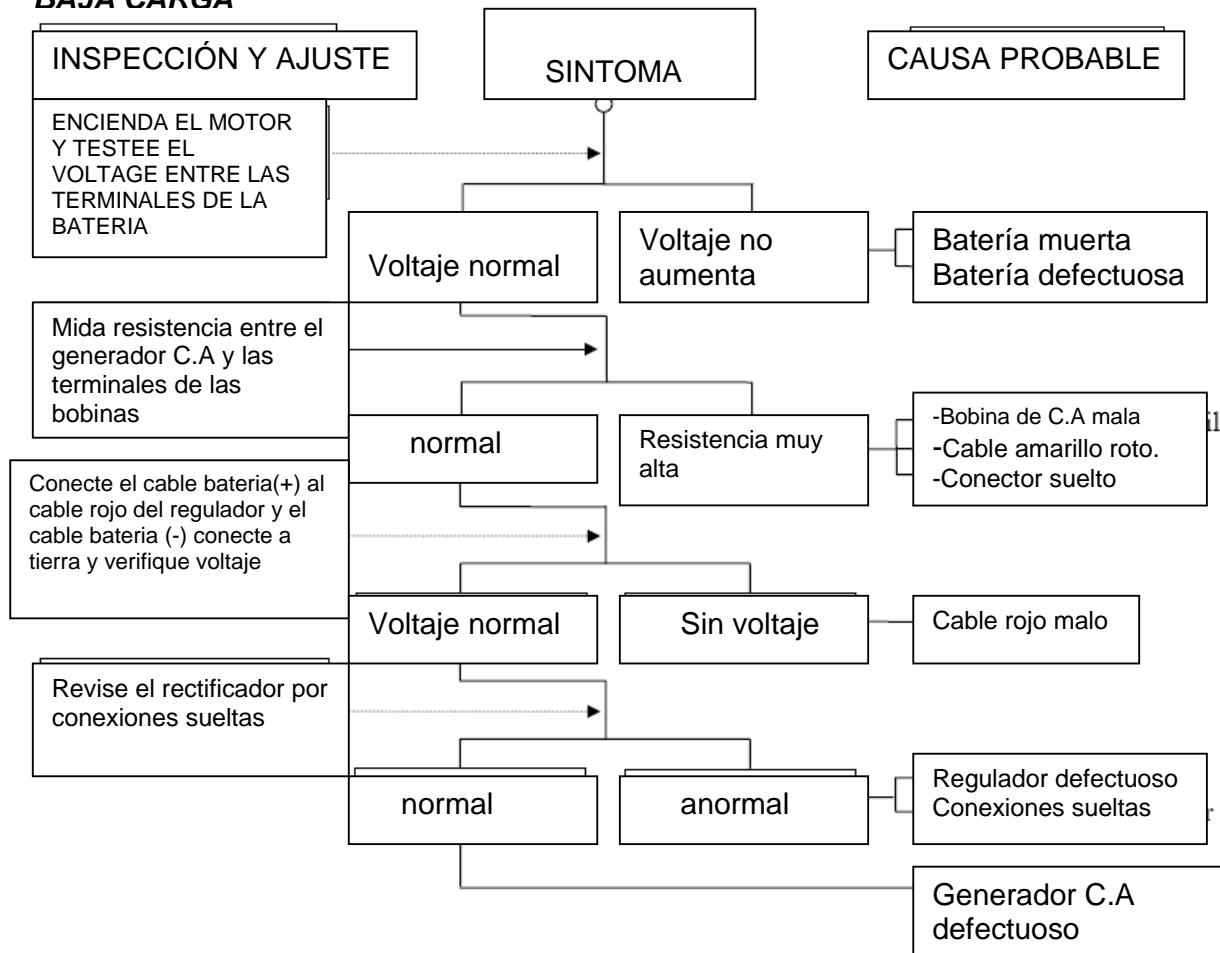 BAJA CARGA
INSPECCIÓN Y AJUSTE
SINTOMA
CAUSA PROBABLE
ENCIENDA EL MOTOR
Y TESTEE EL
VOLTAGE ENTRE LAS
TERMINALES DE LA
BATERIA
Voltaje normal
Voltaje no
aumenta
Batería muerta
Batería defectuosa
Mida resistencia entre el
generador C.A y las
terminales de las
bobinas
normal
Resistencia muy
alta
-Bobina de C.A mala
-Cable amarillo roto.
-Conector suelto
il
Conecte el cable bateria(+) al
cable rojo del regulador y el
cable bateria (-) conecte a
tierra y verifique voltaje
Voltaje normal
Sin voltaje
Cable rojo malo
Revise el rectificador por
conexiones sueltas
normal
anormal
Regulador defectuoso
Conexiones sueltas
r
Generador C.A
defectuoso